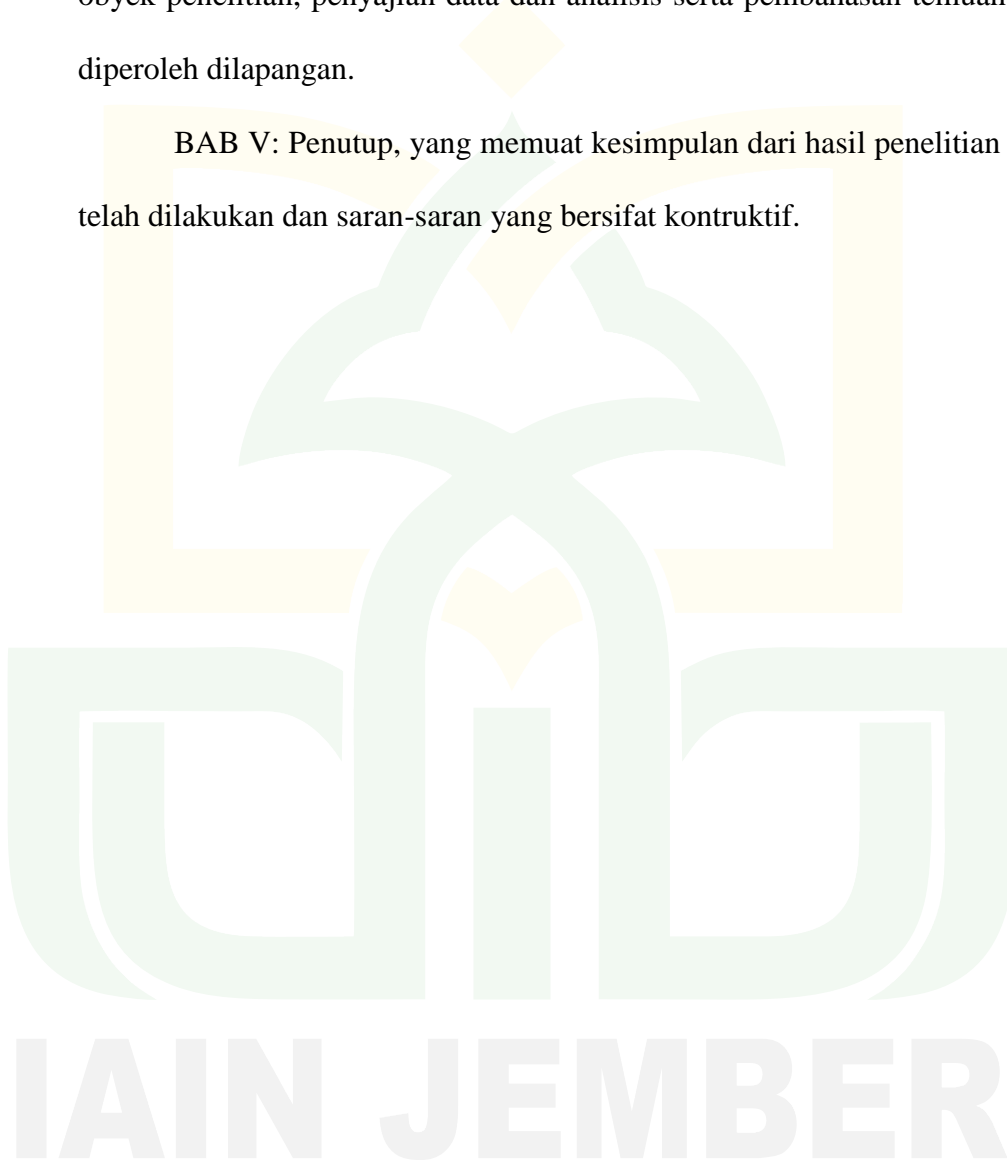 obyek penelitian, penyajian data dan analisis serta pembahasan temuan
diperoleh dilapangan.
BAB V: Penutup, yang memuat kesimpulan dari hasil penelitian
telah dilakukan dan saran-saran yang bersifat kontruktif.
IAIN JEMBER